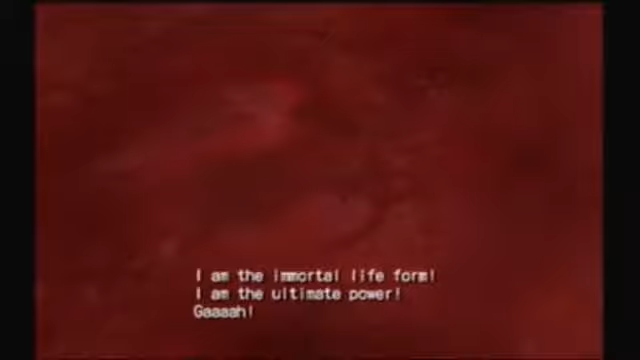 I am the immortal life form!
I am the ultimate power!
Gaaaah!